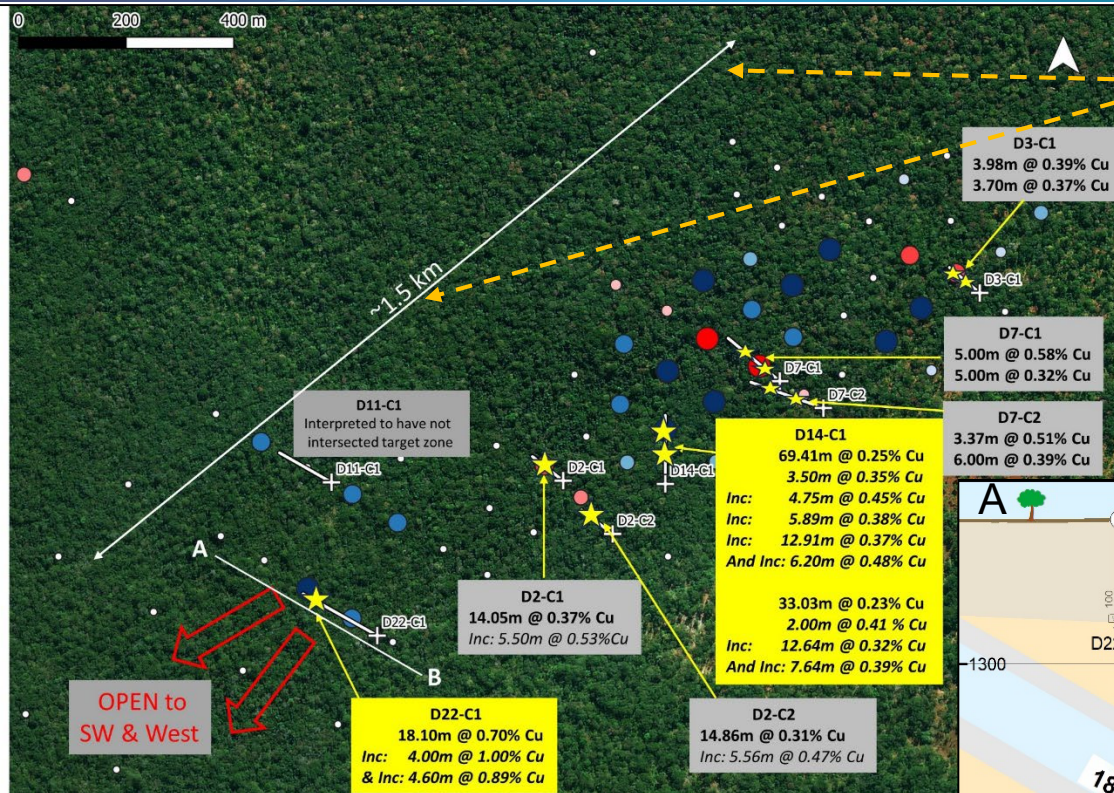 0 200 400 m
D3-C1
3.98m @ 0.39% Cu
3.70m @ 0.37% Cu
~1.5 km
D3-C1
D7-C1
5.00m @ 0.58% Cu
5.00m @ 0.32% Cu
D7-C1
D7-C2
D7-C2
3.37m @ 0.51% Cu
6.00m @ 0.39% Cu
D11-C1
Interpreted to have not
intersected target zone
D11-C1
D2-C1
D14-C1
D2-C2
D14-C1
69.41m @ 0.25% Cu
3.50m @ 0.35% Cu
Inc: 4.75m @ 0.45% Cu
Inc: 5.89m @ 0.38% Cu
Inc: 12.91m @ 0.37% Cu
And Inc: 6.20m @ 0.48% Cu
33.03m @ 0.23% Cu
2.00m @ 0.41 % Cu
Inc: 12.64m @ 0.32% Cu
And Inc: 7.64m @ 0.39% Cu
A
D2-C1
14.05m @ 0.37% Cu
Inc: 5.50m @ 0.53%Cu
D22-C1
B
OPEN to
SW & West
D22-C1
18.10m @ 0.70% Cu
Inc: 4.00m @ 1.00% Cu
& Inc: 4.60m @ 0.89% Cu
D2-C2
14.86m @ 0.31% Cu
Inc: 5.56m @ 0.47% Cu
A
100
D22
1300
18